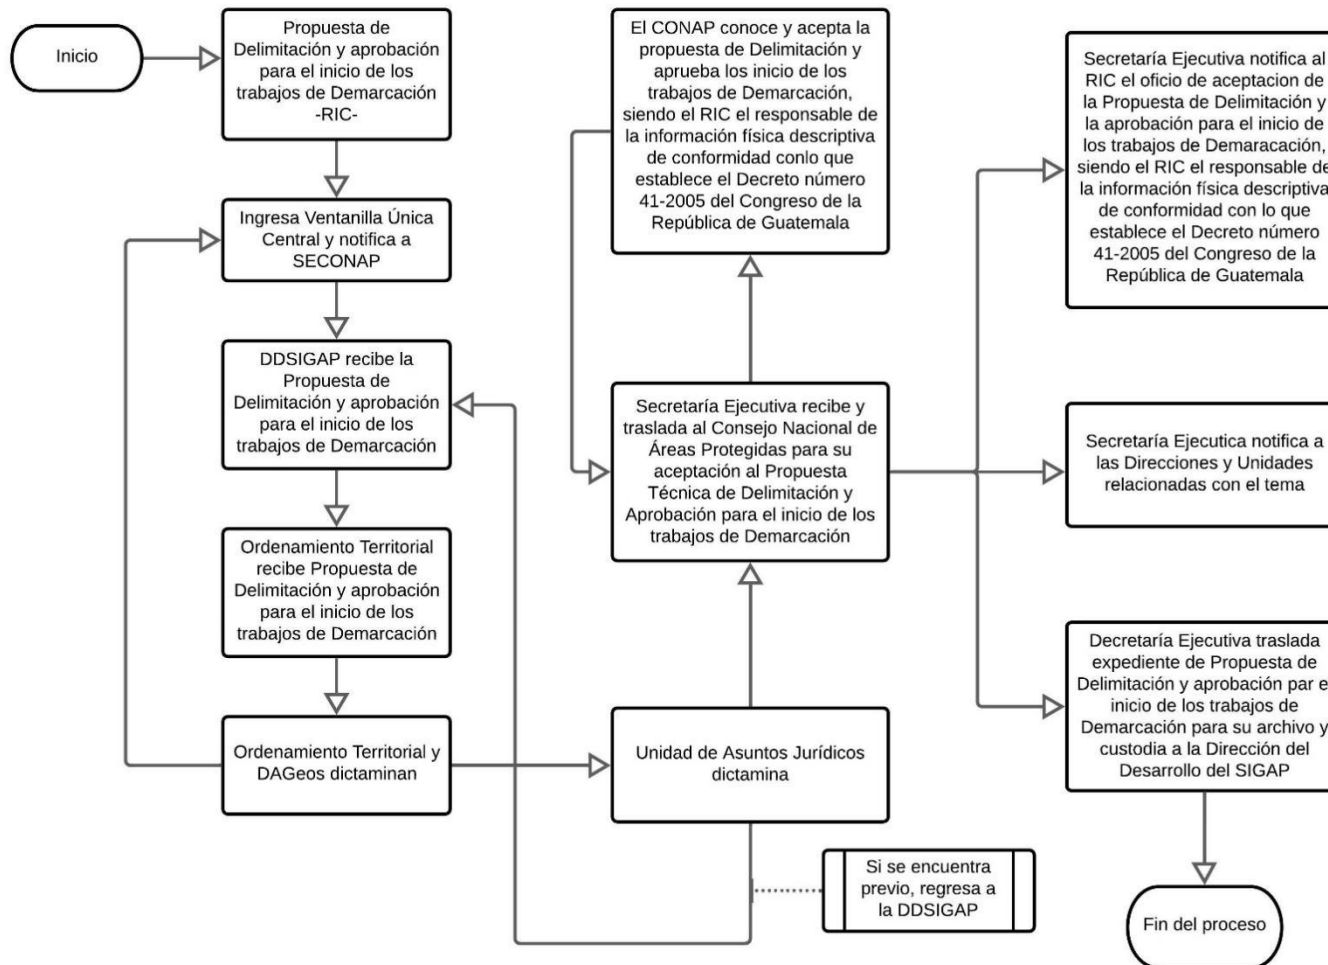 Inicio
Propuesta
de
Delimitación y aprobación
para el inicio de los
trabajos de Demarcación
-RIC-
Ingresa Ventanilla Única
Central y notifica a
SECONAP
DDSIGAP recibe la
Propuesta de
Delimitación y aprobación
para el inicio de los
trabajos de Demarcación
Ordenamiento Territorial
recibe Propuesta de
Delimitación y aprobación
para el inicio de los
trabajos de Demarcación
Ordenamiento Territorial y
DAGeos dictaminan
El CONAP conoce y acepta la
propuesta de Delimitación y
aprueba los inicio de los
trabajos de Demarcación,
siendo el RIC el responsable de
la información física descriptiva
de conformidad conlo que
establece el Decreto número
41-2005 del Congreso de la
República de Guatemala
Secretaría Ejecutiva recibe y
traslada al Consejo Nacional de
Áreas Protegidas para su
aceptación al Propuesta
Técnica de Delimitación y
Aprobación para el inicio de los
trabajos de Demarcación
Unidad de Asuntos Jurídicos
dictamina
Si se encuentra
previo, regresa a
la DDSIGAP
Secretaría Ejecutiva notifica al
RIC el oficio de aceptacion de
la Propuesta de Delimitación y
la aprobación para el inicio de
los trabajos de Demaracación,
siendo el RIC el responsable de
la información física descriptiva
de conformidad con lo que
establece el Decreto número
41-2005 del Congreso de la
República de Guatemala
Secretaría Ejecutica notifica a
las Direcciones y Unidades
relacionadas con el tema
Decretaría Ejecutiva traslada
expediente de Propuesta de
Delimitación y aprobación par el
inicio de los trabajos de
Demarcación para su archivo y
custodia a la Dirección del
Desarrollo del SIGAP
Fin del proceso